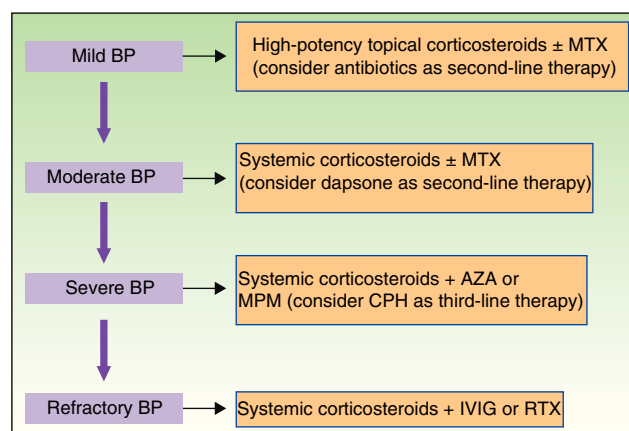 Mild BP
High-potency topical corticosteroids ± MTX
(consider antibiotics as second-line therapy)
Moderate BP
Systemic corticosteroids ± MTX
(consider dapsone as second-line therapy)
Severe BP
Systemic corticosteroids + AZA or
MPM (consider CPH as third-line therapy)
Refractory BP
Systemic corticosteroids + IVIG or RTX